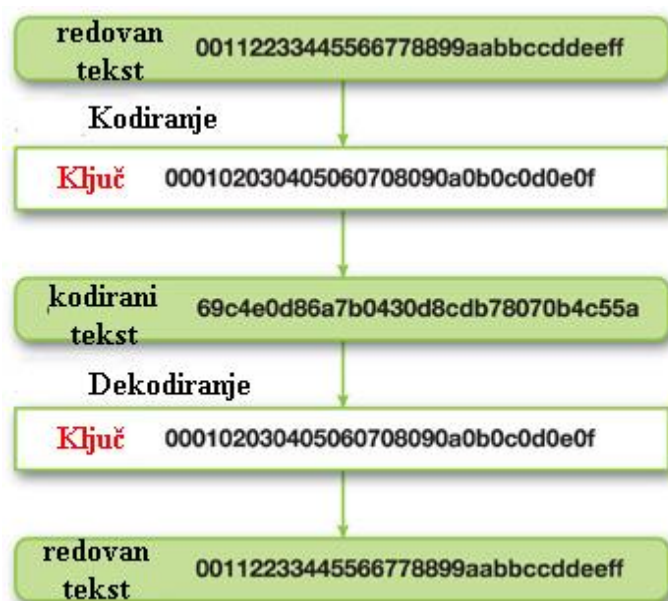 redovan
tekst
00112233445566778899aabbccddeeff
Kodiranje
Ključ 000102030405060708090a0b0c0d0e0f
kodirani
tekst
69c4e0d86a7b0430d8cdb78070b4c55a
Dekodiranje
Ključ 000102030405060708090a0b0c0d0e0f
redovan
tekst
00112233445566778899aabbccddeeff